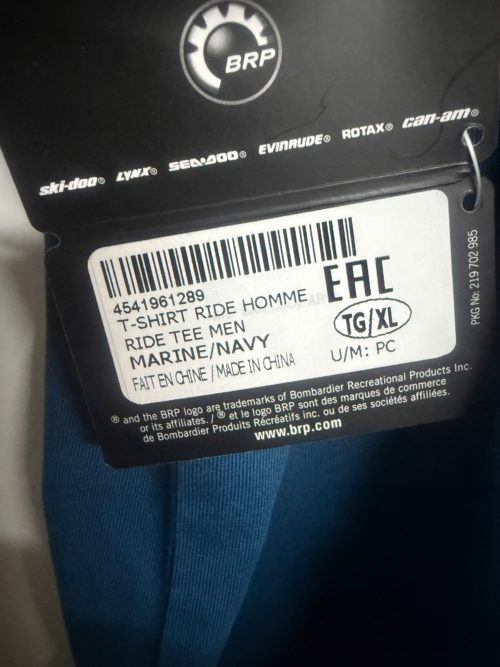 BRP
ski-doo® LYNX® SEA-DOO® EVINRUDE® ROTAX® can-am®
4541961289
T-SHIRT RIDE HOMME
RIDE TEE MEN
MARINE/NAVY
FAIT EN CHINE / MADE IN CHINA
EAC
TG/XL
U/M: PC
PKG No: 219 702 985
® and the BRP logo are trademarks of Bombardier Recreational Products Inc.
or its affiliates. / ® et le logo BRP sont des marques de commerce
de Bombardier Produits Récréatifs inc. ou de ses sociétés affiliées.
www.brp.com